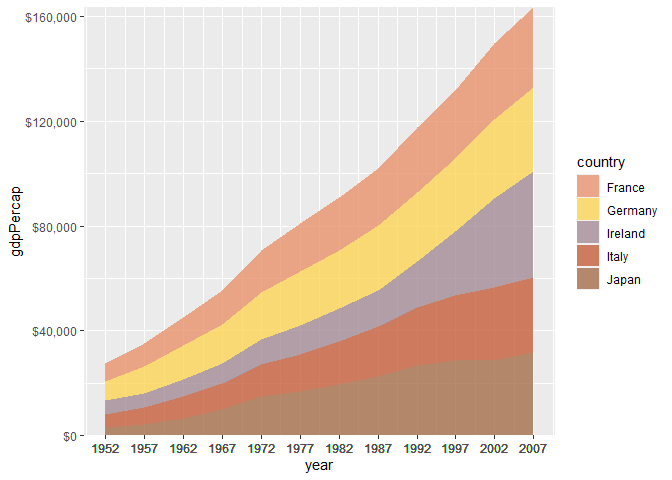 $160,000
$120,000
$80,000
$40,000
$0
gdpPercap
1952 1957 1962 1967 1972 1977 1982 1987 1992 1997 2002 2007
year
country
France
Germany
Ireland
Italy
Japan